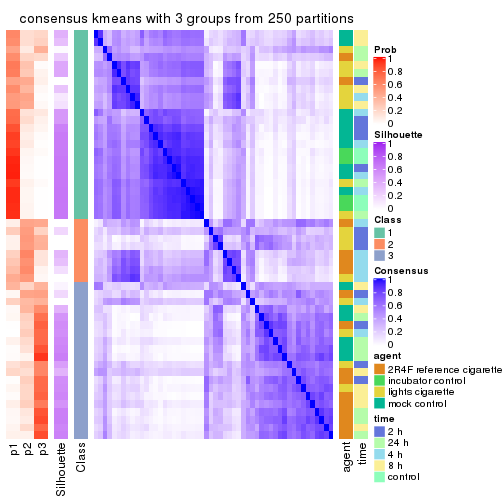 consensus kmeans with 3 groups from 250 partitions
Prob
1
0.8
0.6
0.4
0.2
0
Silhouette
1
0.8
0.6
0.4
0.2
0
Class
1
2
3
Consensus
1
0.8
0.6
0.4
0.2
0
agent
2R4F reference cigarette
incubator control
lights cigarette
mock control
time
2 h
24 h
4 h
8 h
control
p1
p2
p3
Silhouette
Class
agent
time